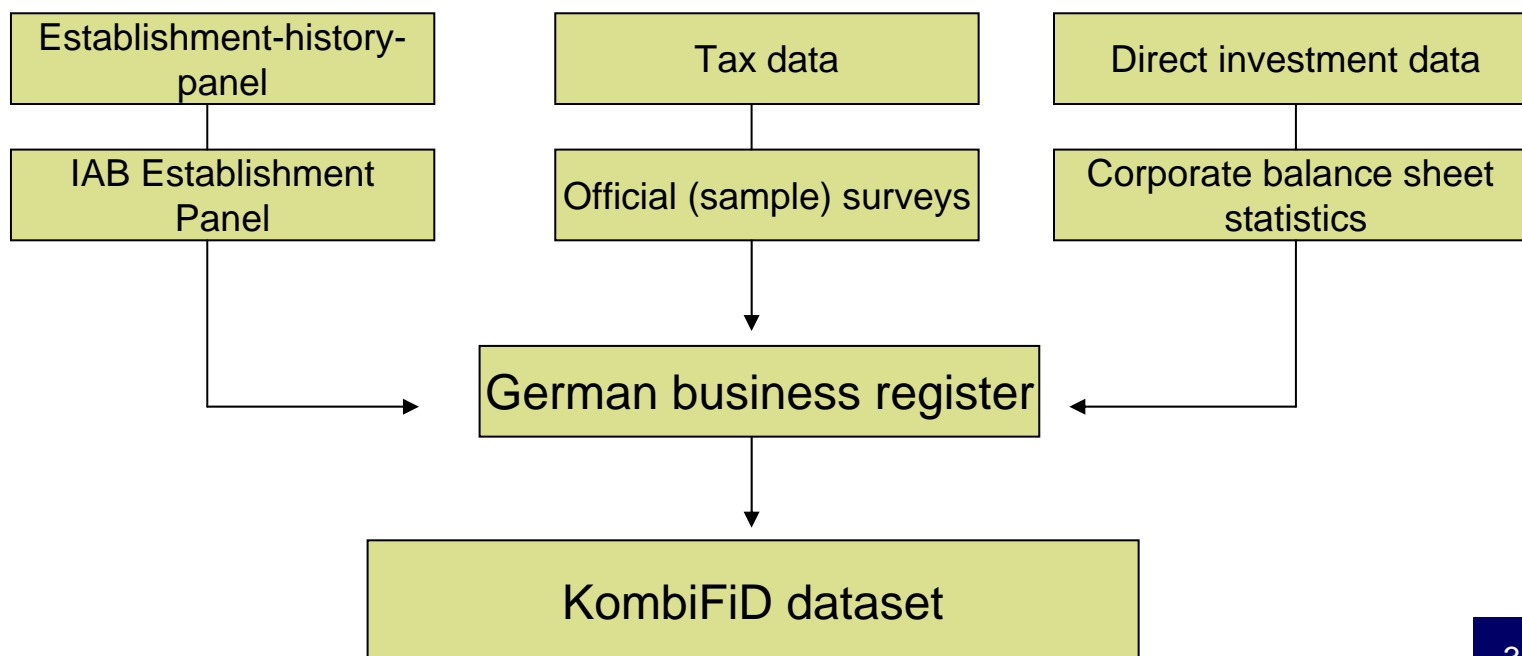 Establishment-history-
panel
Tax data
Direct investment data
IAB Establishment
Panel
Official (sample) surveys
Corporate balance sheet
statistics
German business register
KombiFiD dataset